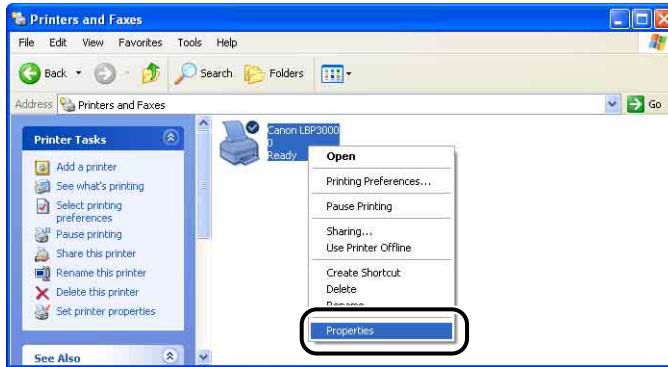 Printers and Faxes
File Edit View Favorites Tools Help
Back Search Folders
Address Printers and Faxes Go
Printer Tasks
Add a printer
See what's printing
Select printing
preferences
Pause printing
Share this printer
Rename this printer
Delete this printer
Set printer properties
See Also
Canon LBP3000
0
Ready
Open
Printing Preferences...
Pause Printing
Sharing...
Use Printer Offline
Create Shortcut
Delete
Rename
Properties